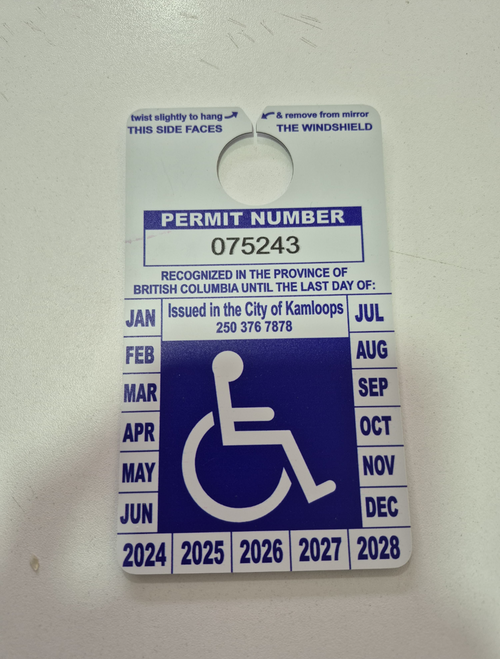 twist slightly to hang & remove from mirror
THIS SIDE FACES THE WINDSHIELD
PERMIT NUMBER
075243
RECOGNIZED IN THE PROVINCE OF
BRITISH COLUMBIA UNTIL THE LAST DAY OF:
Issued in the City of Kamloops
250 376 7878
JAN JUL
FEB AUG
MAR SEP
APR OCT
MAY NOV
JUN DEC
2024 2025 2026 2027 2028